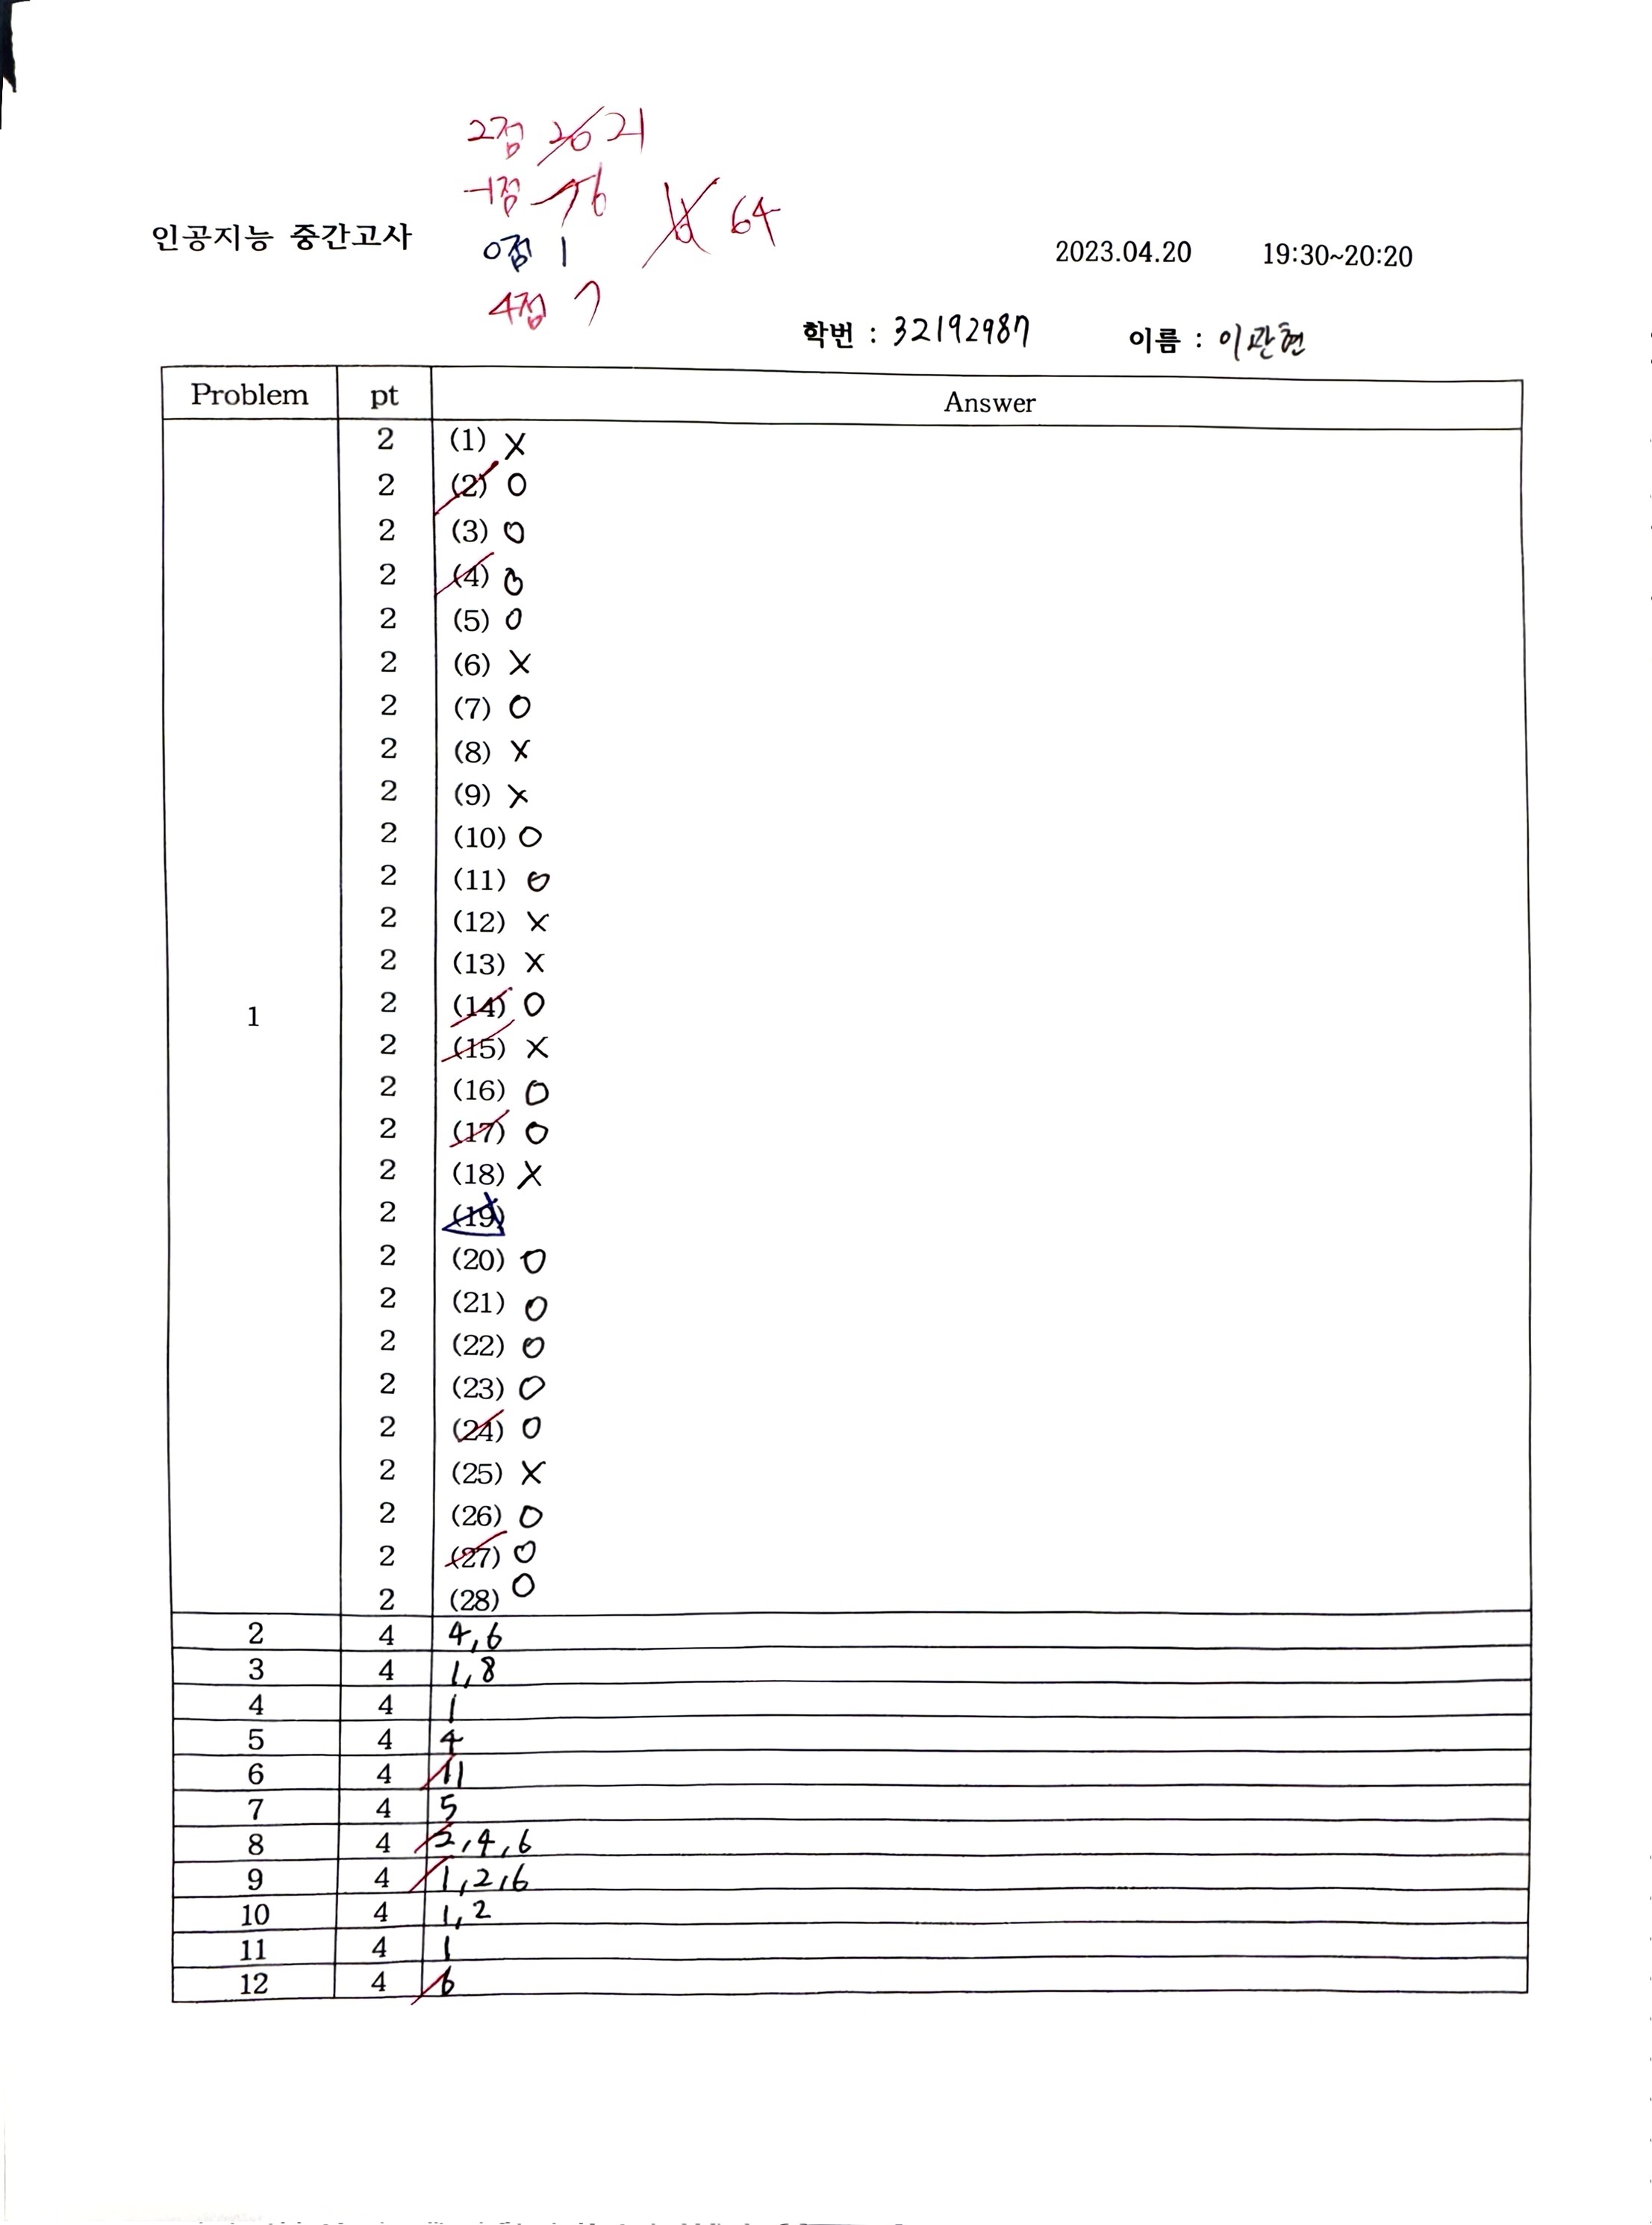 2점 20 21
-1점 7 6
64
인공지능 중간고사
0점 1
2023.04.20 19:30~20:20
4점 7
학번 : 32192987 이름 : 이관현
Problem pt Answer
2 (1) X
2 (2) O
2 (3) O
2 (4) O
2 (5) O
2 (6) X
2 (7) O
2 (8) X
2 (9) X
2 (10) O
2 (11) O
2 (12) X
2 (13) X
1 2 (14) O
2 (15) X
2 (16) O
2 (17) O
2 (18) X
2 (19)
2 (20) O
2 (21) O
2 (22) O
2 (23) O
2 (24) O
2 (25) X
2 (26) O
2 (27) O
2 (28) O
2 4 4,6
3 4 1,8
4 4 1
5 4 4
6 4 11
7 4 5
8 4 2,4,6
9 4 1,2,6
10 4 1,2
11 4 1
12 4 6